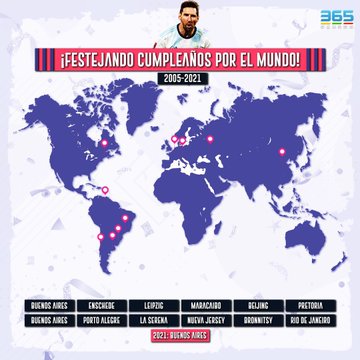 365
SCORES
¡FESTEJANDO CUMPLEAÑOS POR EL MUNDO!
2005-2021
BUENOS AIRES ENSCHEDE LEIPZIG MARACAIBO BEIJING PRETORIA
BUENOS AIRES PORTO ALEGRE LA SERENA NUEVA JERSEY BRONNITSY RIO DE JANEIRO
2021: BUENOS AIRES